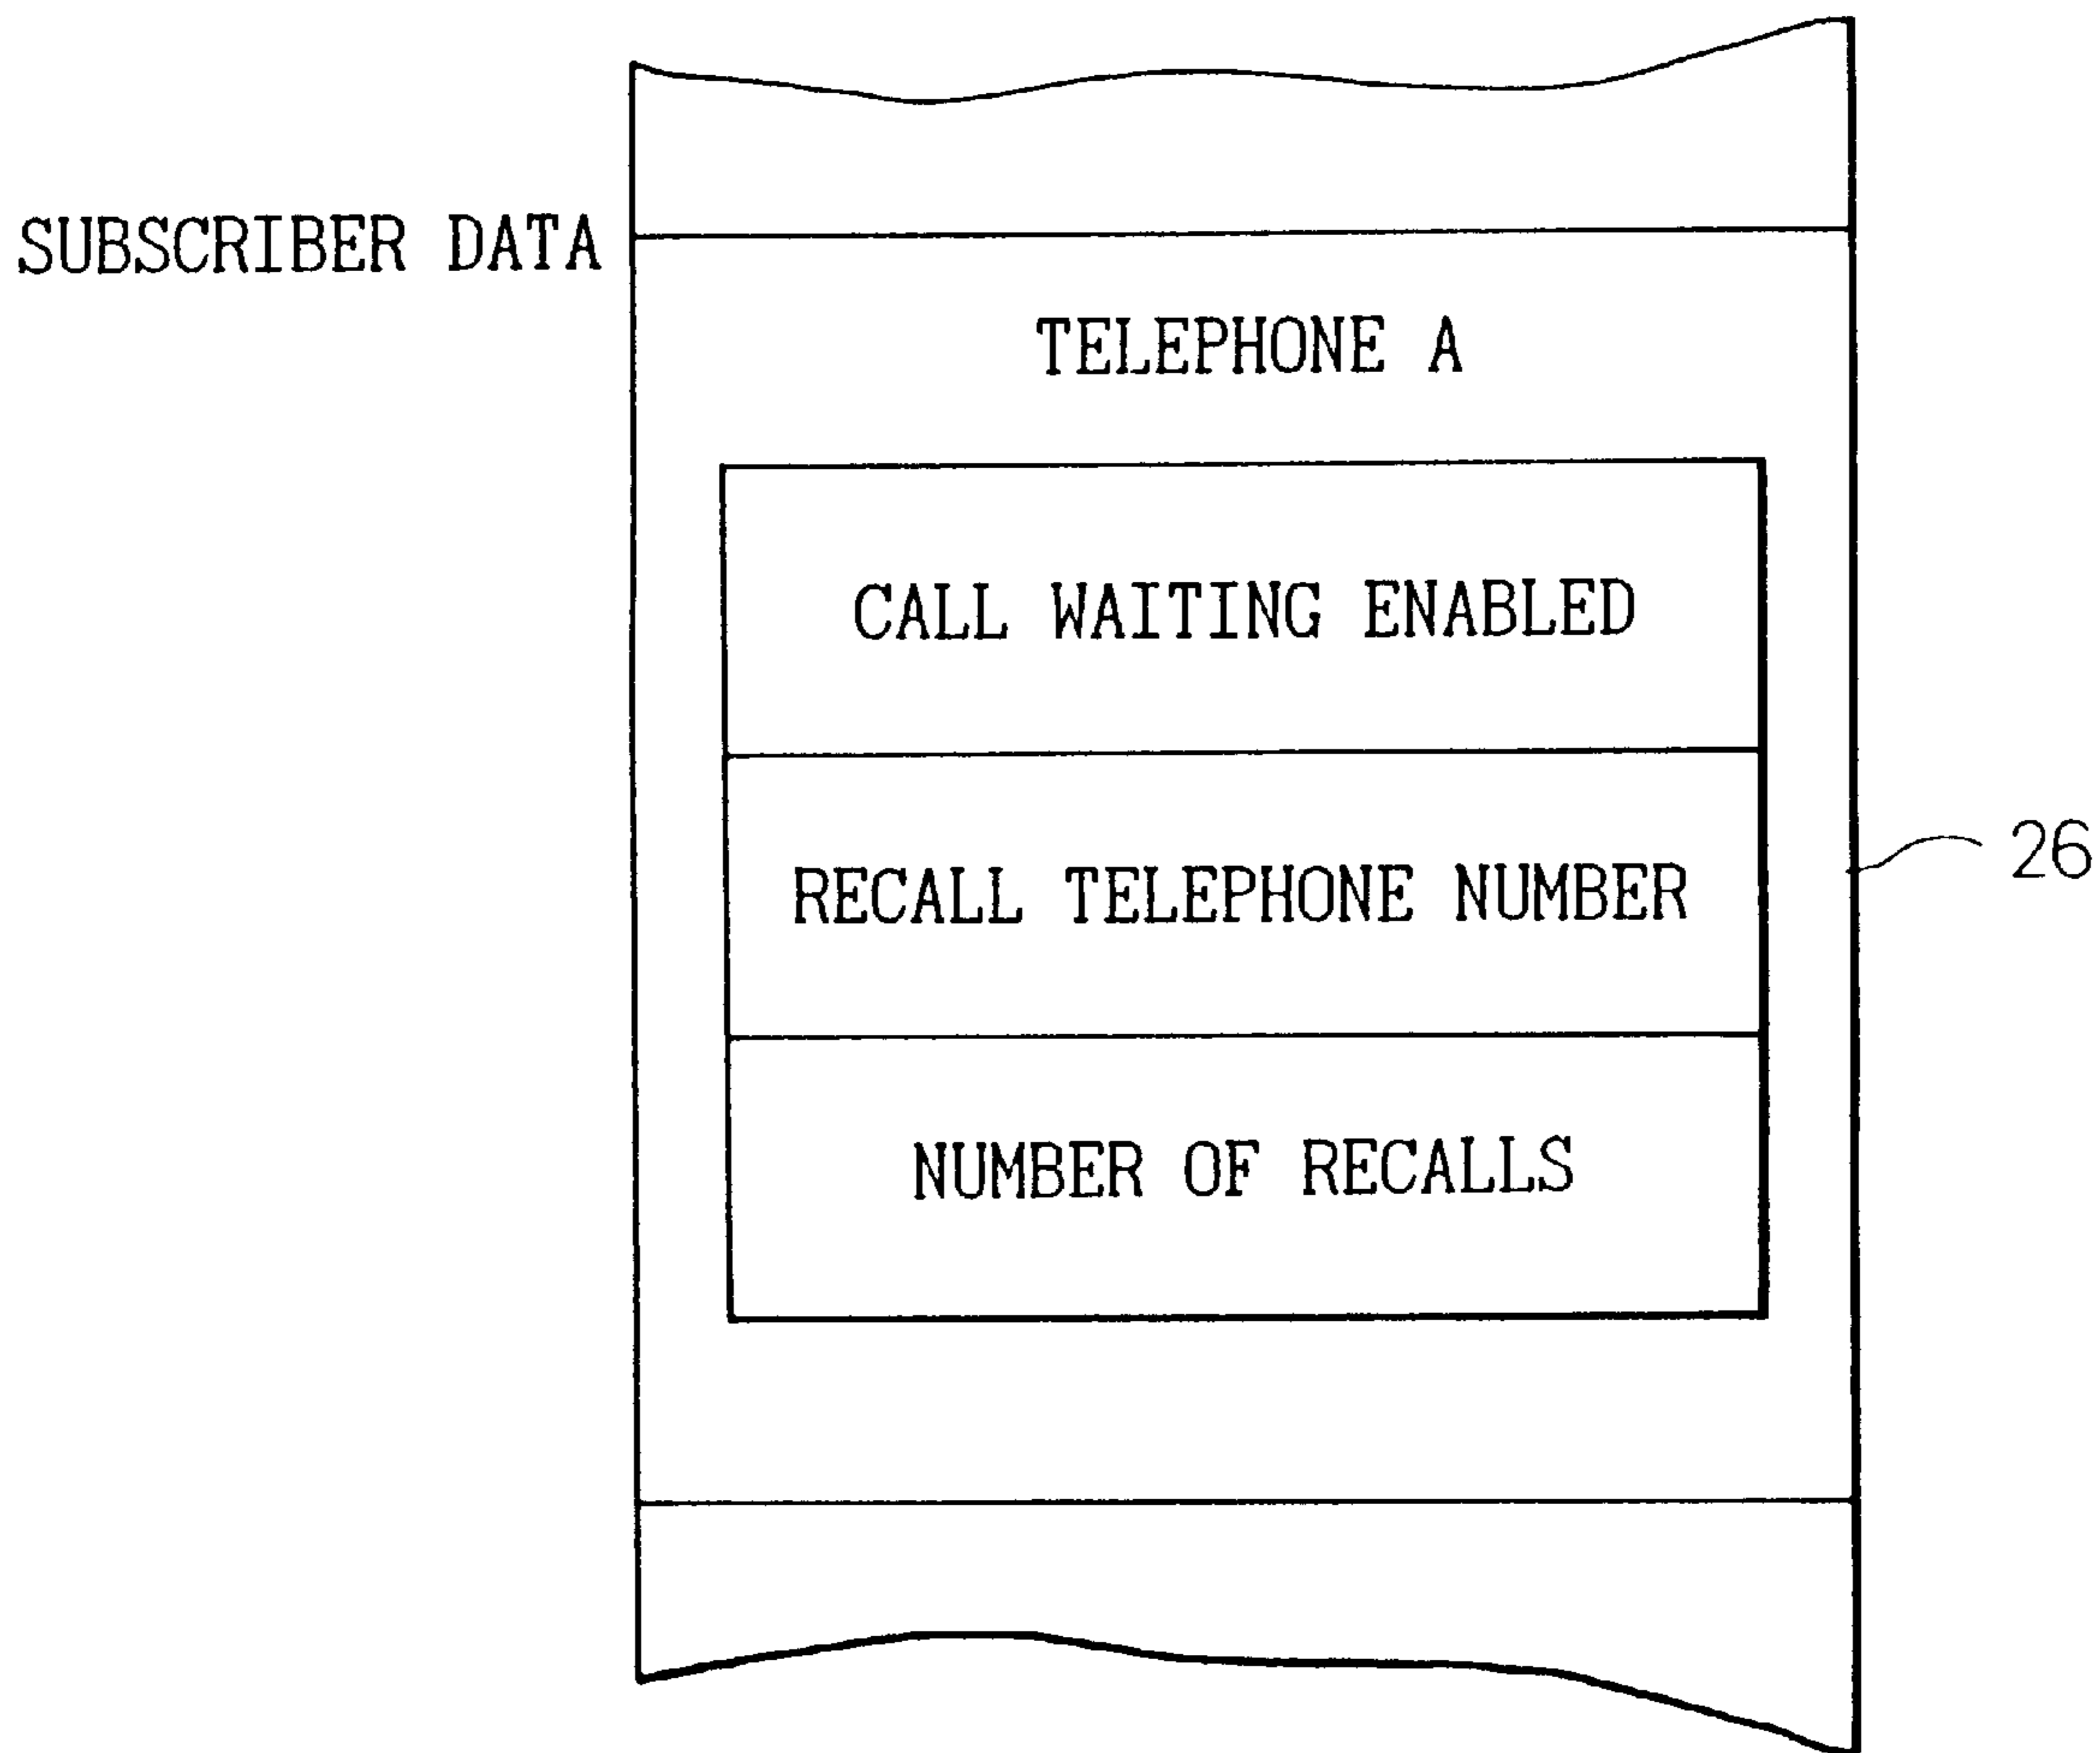 SUBSCRIBER DATA
TELEPHONE A
CALL WAITING ENABLED
RECALL TELEPHONE NUMBER
26
NUMBER OF RECALLS